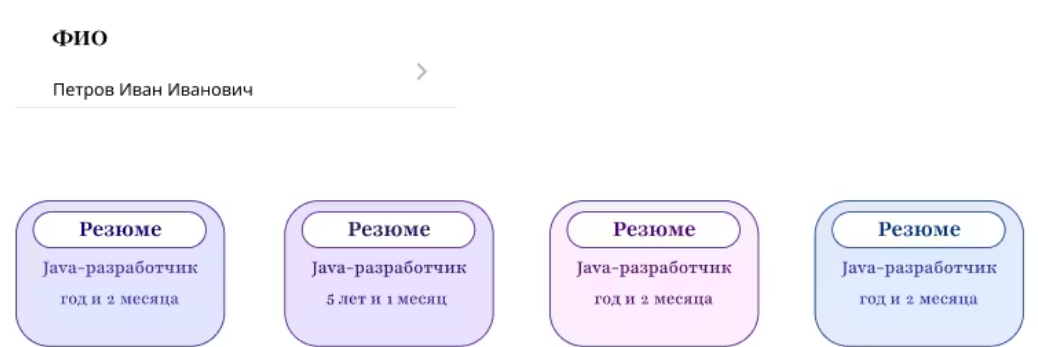 ФИО
Петров Иван Иванович
Резюме
Java-разработчик
год и 2 месяца
Резюме
Java-разработчик
5 лет и 1 месяц
Резюме
Java-разработчик
год и 2 месяца
Резюме
Java-разработчик
год и 2 месяца